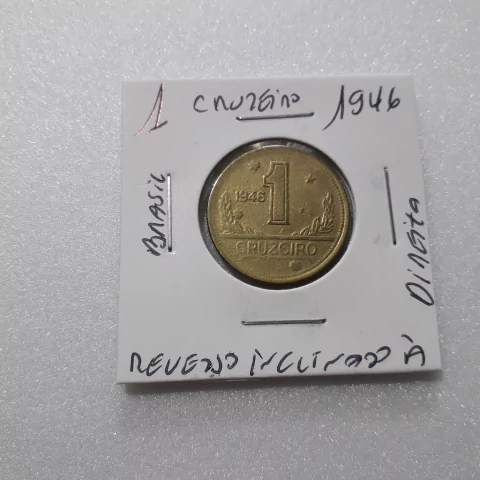 1 CRUZEIRO 1946
BRASIL
1946 1
CRUZEIRO
DIREITA
REVERSO INCLINADO À